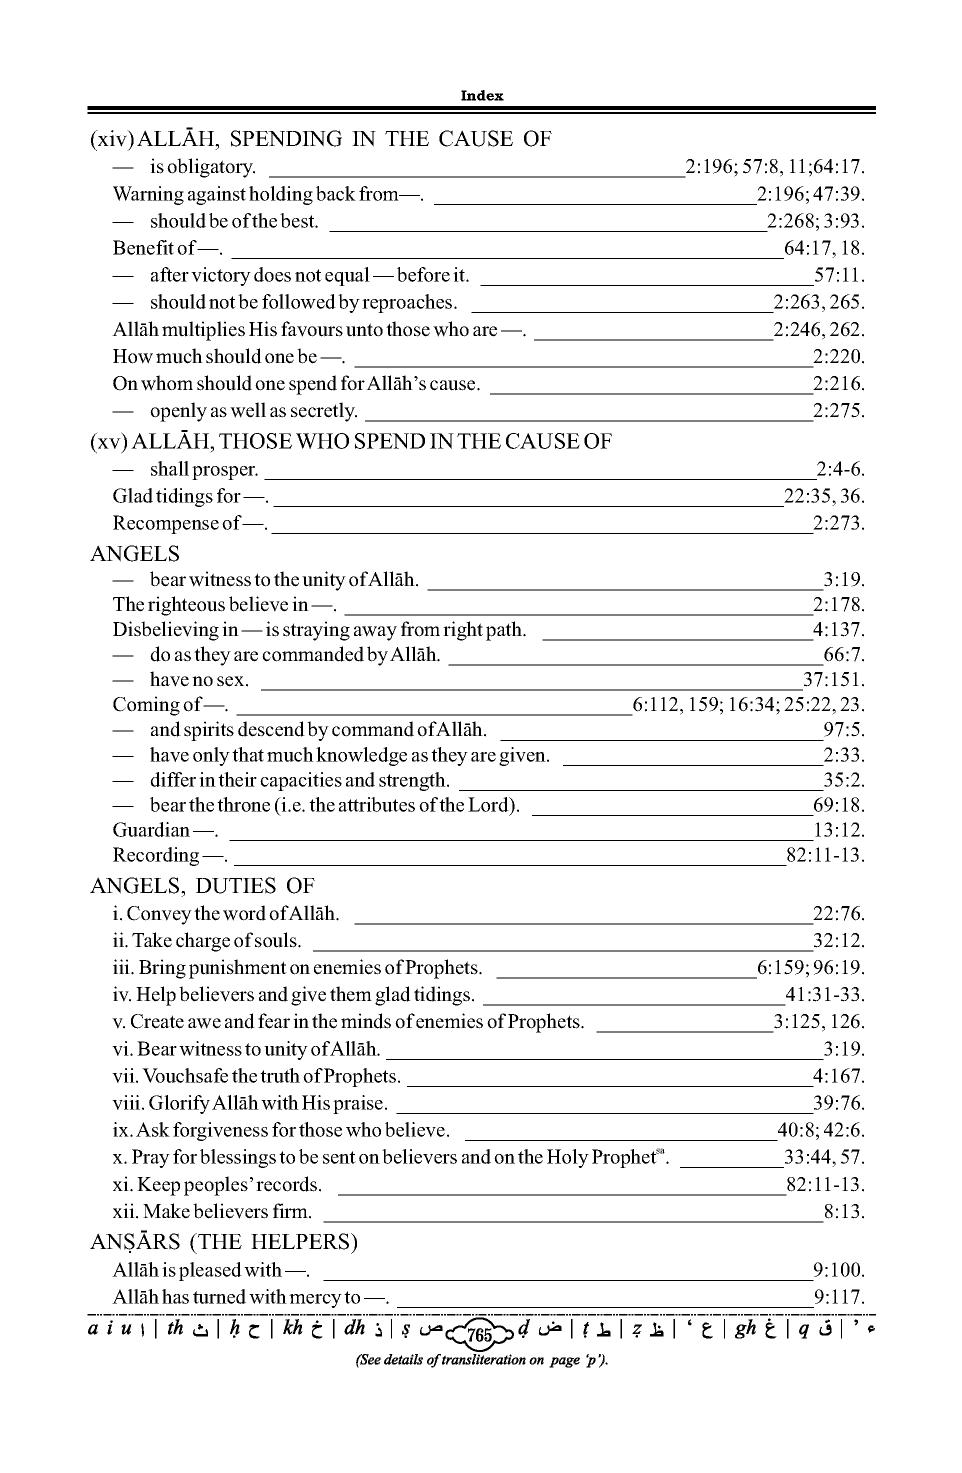 Index
(xiv) ALLĀH, SPENDING IN THE CAUSE OF
— is obligatory. 2:196; 57:8, 11;64:17.
Warning against holding back from—. 2:196; 47:39.
— should be of the best. 2:268; 3:93.
Benefit of —. 64:17, 18.
— after victory does not equal — before it. 57:11.
— should not be followed by reproaches. 2:263, 265.
Allāh multiplies His favours unto those who are —. 2:246, 262.
How much should one be —. 2:220.
On whom should one spend for Allāh's cause. 2:216.
— openly as well as secretly. 2:275.
(xv) ALLĀH, THOSE WHO SPEND IN THE CAUSE OF
— shall prosper. 2:4-6.
Glad tidings for —. 22:35, 36.
Recompense of —. 2:273.
ANGELS
— bear witness to the unity of Allāh. 3:19.
The righteous believe in —. 2:178.
Disbelieving in — is straying away from right path. 4:137.
— do as they are commanded by Allāh. 66:7.
— have no sex. 37:151.
Coming of —. 6:112, 159; 16:34; 25:22, 23.
— and spirits descend by command of Allāh. 97:5.
— have only that much knowledge as they are given. 2:33.
— differ in their capacities and strength. 35:2.
— bear the throne (i.e. the attributes of the Lord). 69:18.
Guardian —. 13:12.
Recording —. 82:11-13.
ANGELS, DUTIES OF
i. Convey the word of Allāh. 22:76.
ii. Take charge of souls. 32:12.
iii. Bring punishment on enemies of Prophets. 6:159; 96:19.
iv. Help believers and give them glad tidings. 41:31-33.
v. Create awe and fear in the minds of enemies of Prophets. 3:125, 126.
vi. Bear witness to unity of Allāh. 3:19.
vii. Vouchsafe the truth of Prophets. 4:167.
viii. Glorify Allāh with His praise. 39:76.
ix. Ask forgiveness for those who believe. 40:8; 42:6.
x. Pray for blessings to be sent on believers and on the Holy Prophetsa. 33:44, 57.
xi. Keep peoples' records. 82:11-13.
xii. Make believers firm. 8:13.
ANṢĀRS (THE HELPERS)
Allāh is pleased with —. 9:100.
Allāh has turned with mercy to —. 9:117.
a i u ا | th ث | ḥ ح | kh خ | dh ذ | ṣ ص 765 ḍ ض | ṭ ط | ẓ ظ | ‘ ع | gh غ | q ق | ’ ء
(See details of transliteration on page 'p').